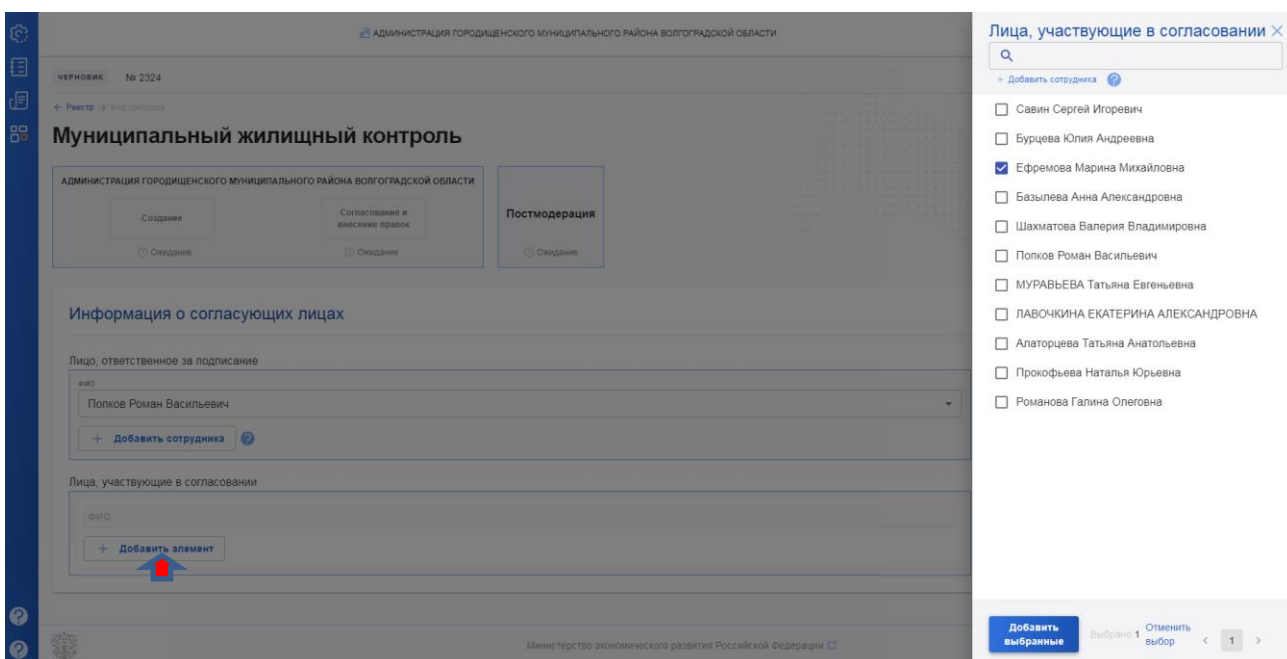 АДМИНИСТРАЦИЯ ГОРОДИЩЕНСКОГО МУНИЦИПАЛЬНОГО РАЙОНА ВОЛГОГРАДСКОЙ ОБЛАСТИ
ЧЕРНОВИК № 2324
← Реестр → Вид контроля
Муниципальный жилищный контроль
АДМИНИСТРАЦИЯ ГОРОДИЩЕНСКОГО МУНИЦИПАЛЬНОГО РАЙОНА ВОЛГОГРАДСКОЙ ОБЛАСТИ
Создание
Ожидание
Согласование и
внесение правок
Ожидание
Постмодерация
Ожидание
Информация о согласующих лицах
Лицо, ответственное за подписание
ФИО
Попков Роман Васильевич
+ Добавить сотрудника ?
Лица, участвующие в согласовании
ФИО
+ Добавить элемент
Министерство экономического развития Российской Федерации
Лица, участвующие в согласовании ×
+ Добавить сотрудника ?
Савин Сергей Игоревич
Бурцева Юлия Андреевна
Ефремова Марина Михайловна
Базылева Анна Александровна
Шахматова Валерия Владимировна
Попков Роман Васильевич
МУРАВЬЕВА Татьяна Евгеньевна
ЛАВОЧКИНА ЕКАТЕРИНА АЛЕКСАНДРОВНА
Алаторцева Татьяна Анатольевна
Прокофьева Наталья Юрьевна
Романова Галина Олеговна
Добавить
выбранные
Выбрано 1
Отменить
выбор
< 1 >